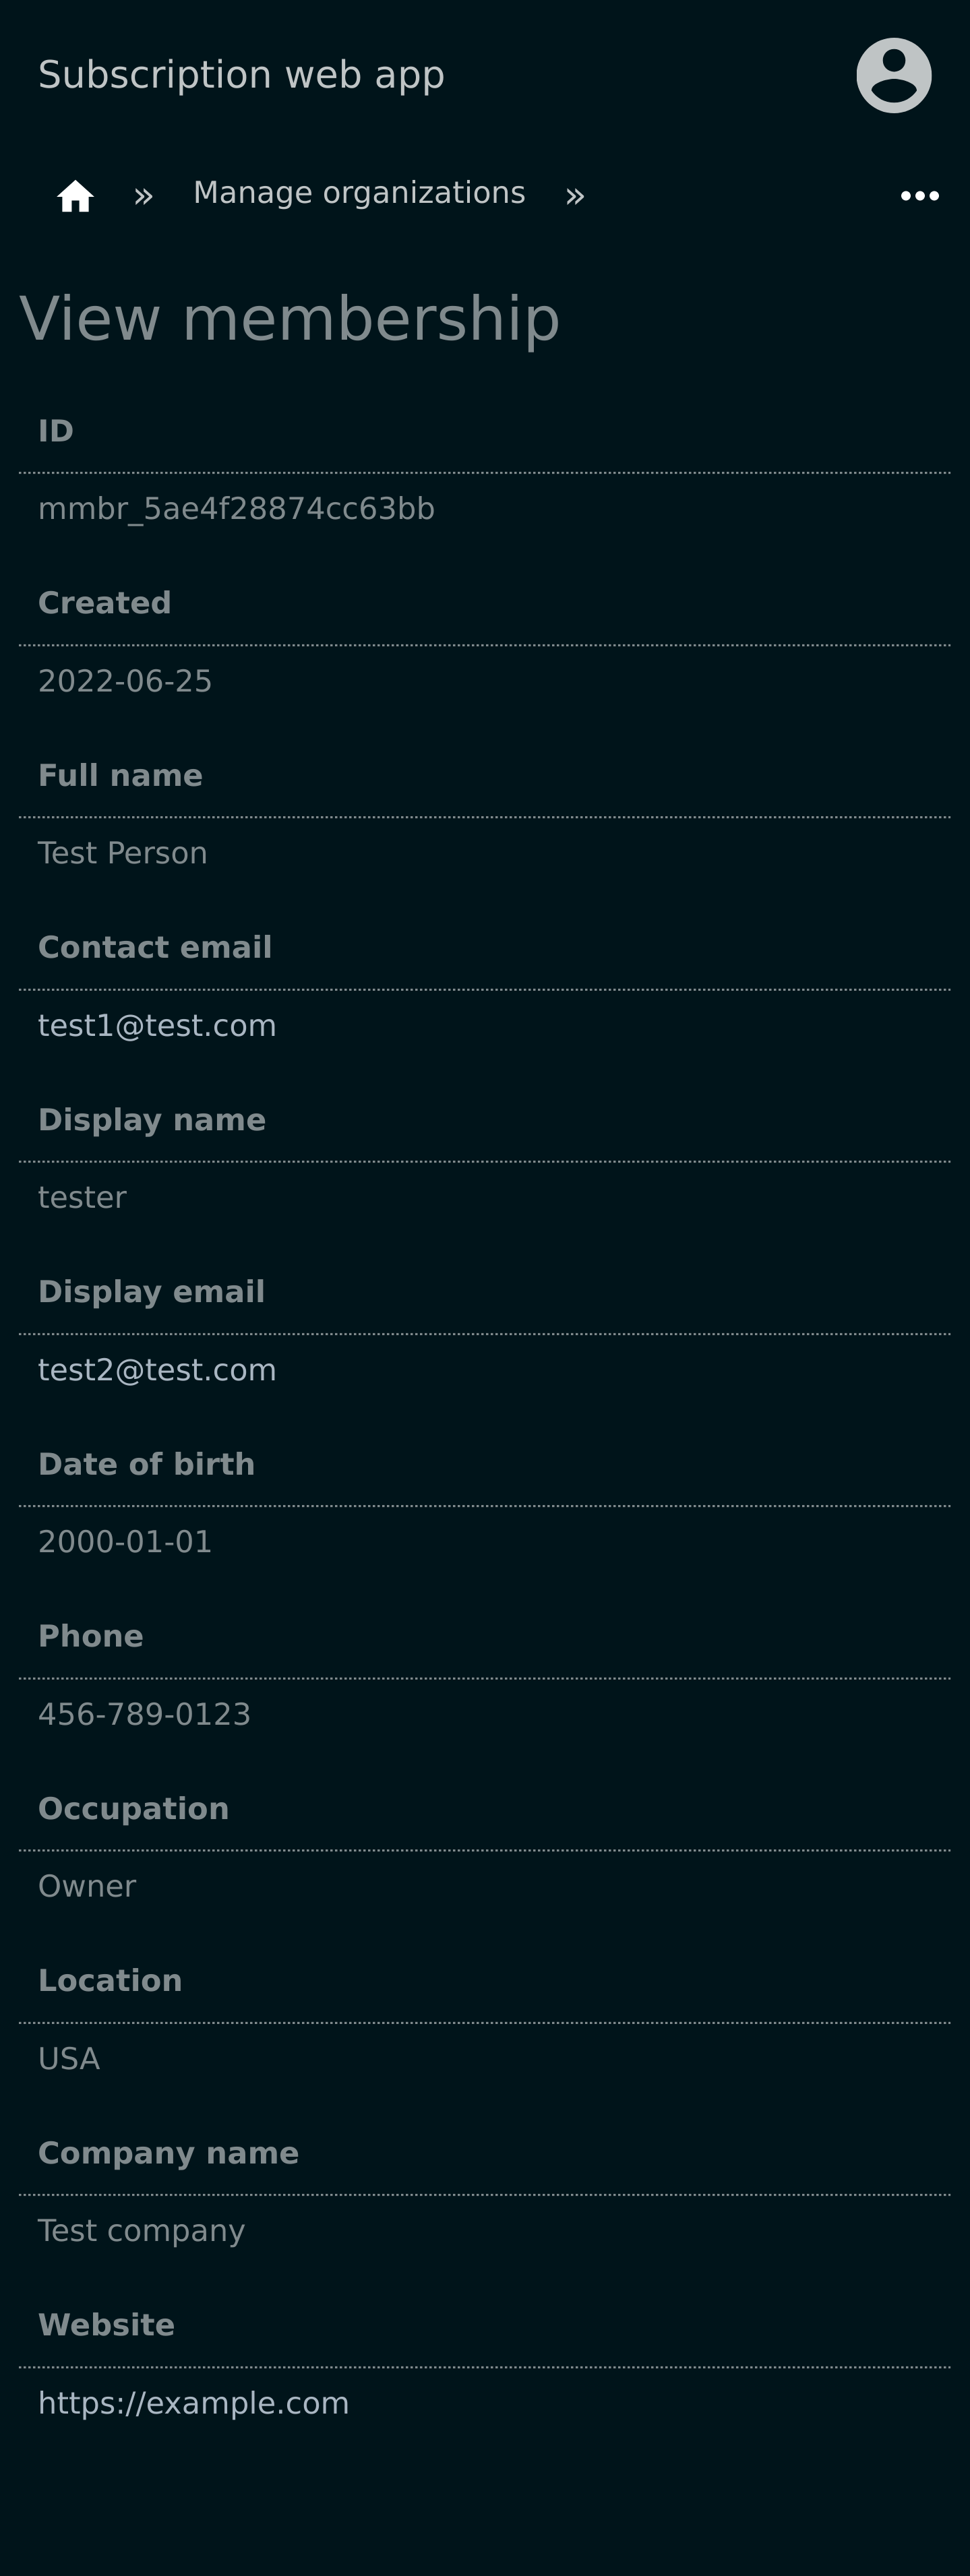 Subscription web app
» Manage organizations »
View membership
ID
mmbr_5ae4f28874cc63bb
Created
2022-06-25
Full name
Test Person
Contact email
test1@test.com
Display name
tester
Display email
test2@test.com
Date of birth
2000-01-01
Phone
456-789-0123
Occupation
Owner
Location
USA
Company name
Test company
Website
https://example.com